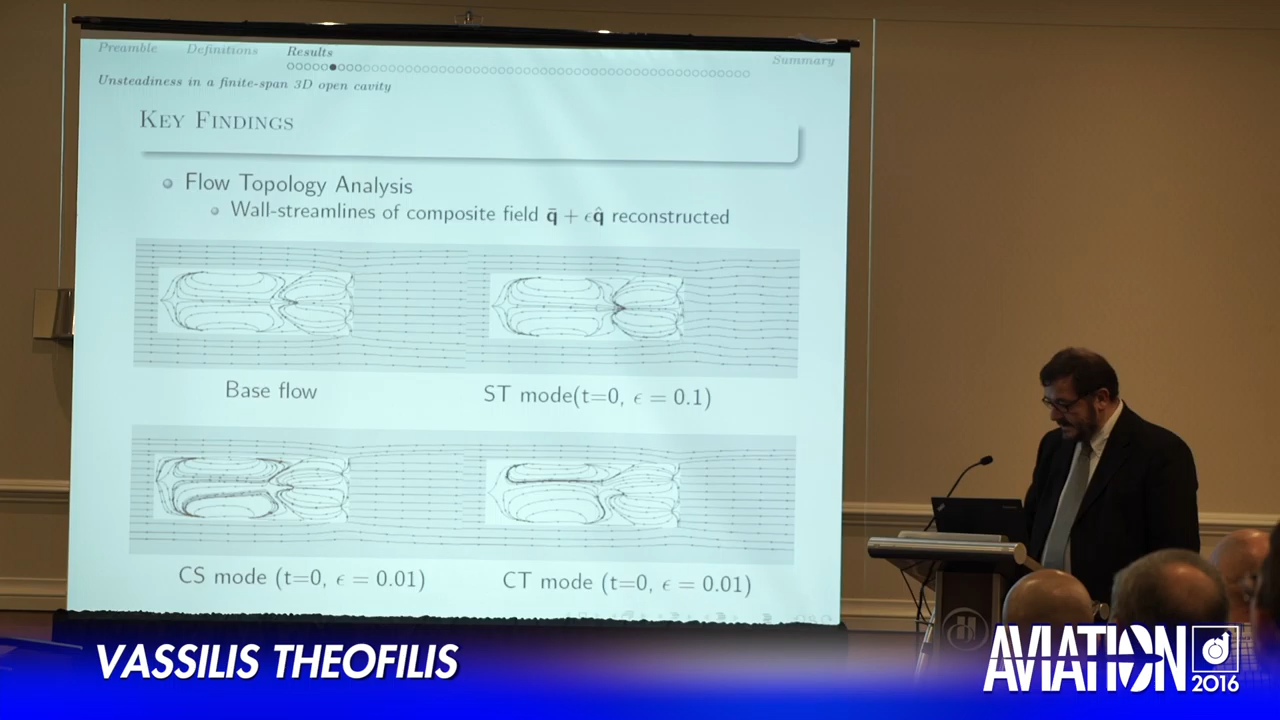 Preamble Definitions Results Summary
Unsteadiness in a finite-span 3D open cavity
KEY FINDINGS
Flow Topology Analysis
Wall-streamlines of composite field q̄ + ϵq̂ reconstructed
Base flow
ST mode(t=0, ϵ = 0.1)
CS mode (t=0, ϵ = 0.01)
CT mode (t=0, ϵ = 0.01)
VASSILIS THEOFILIS
AVIATION
2016